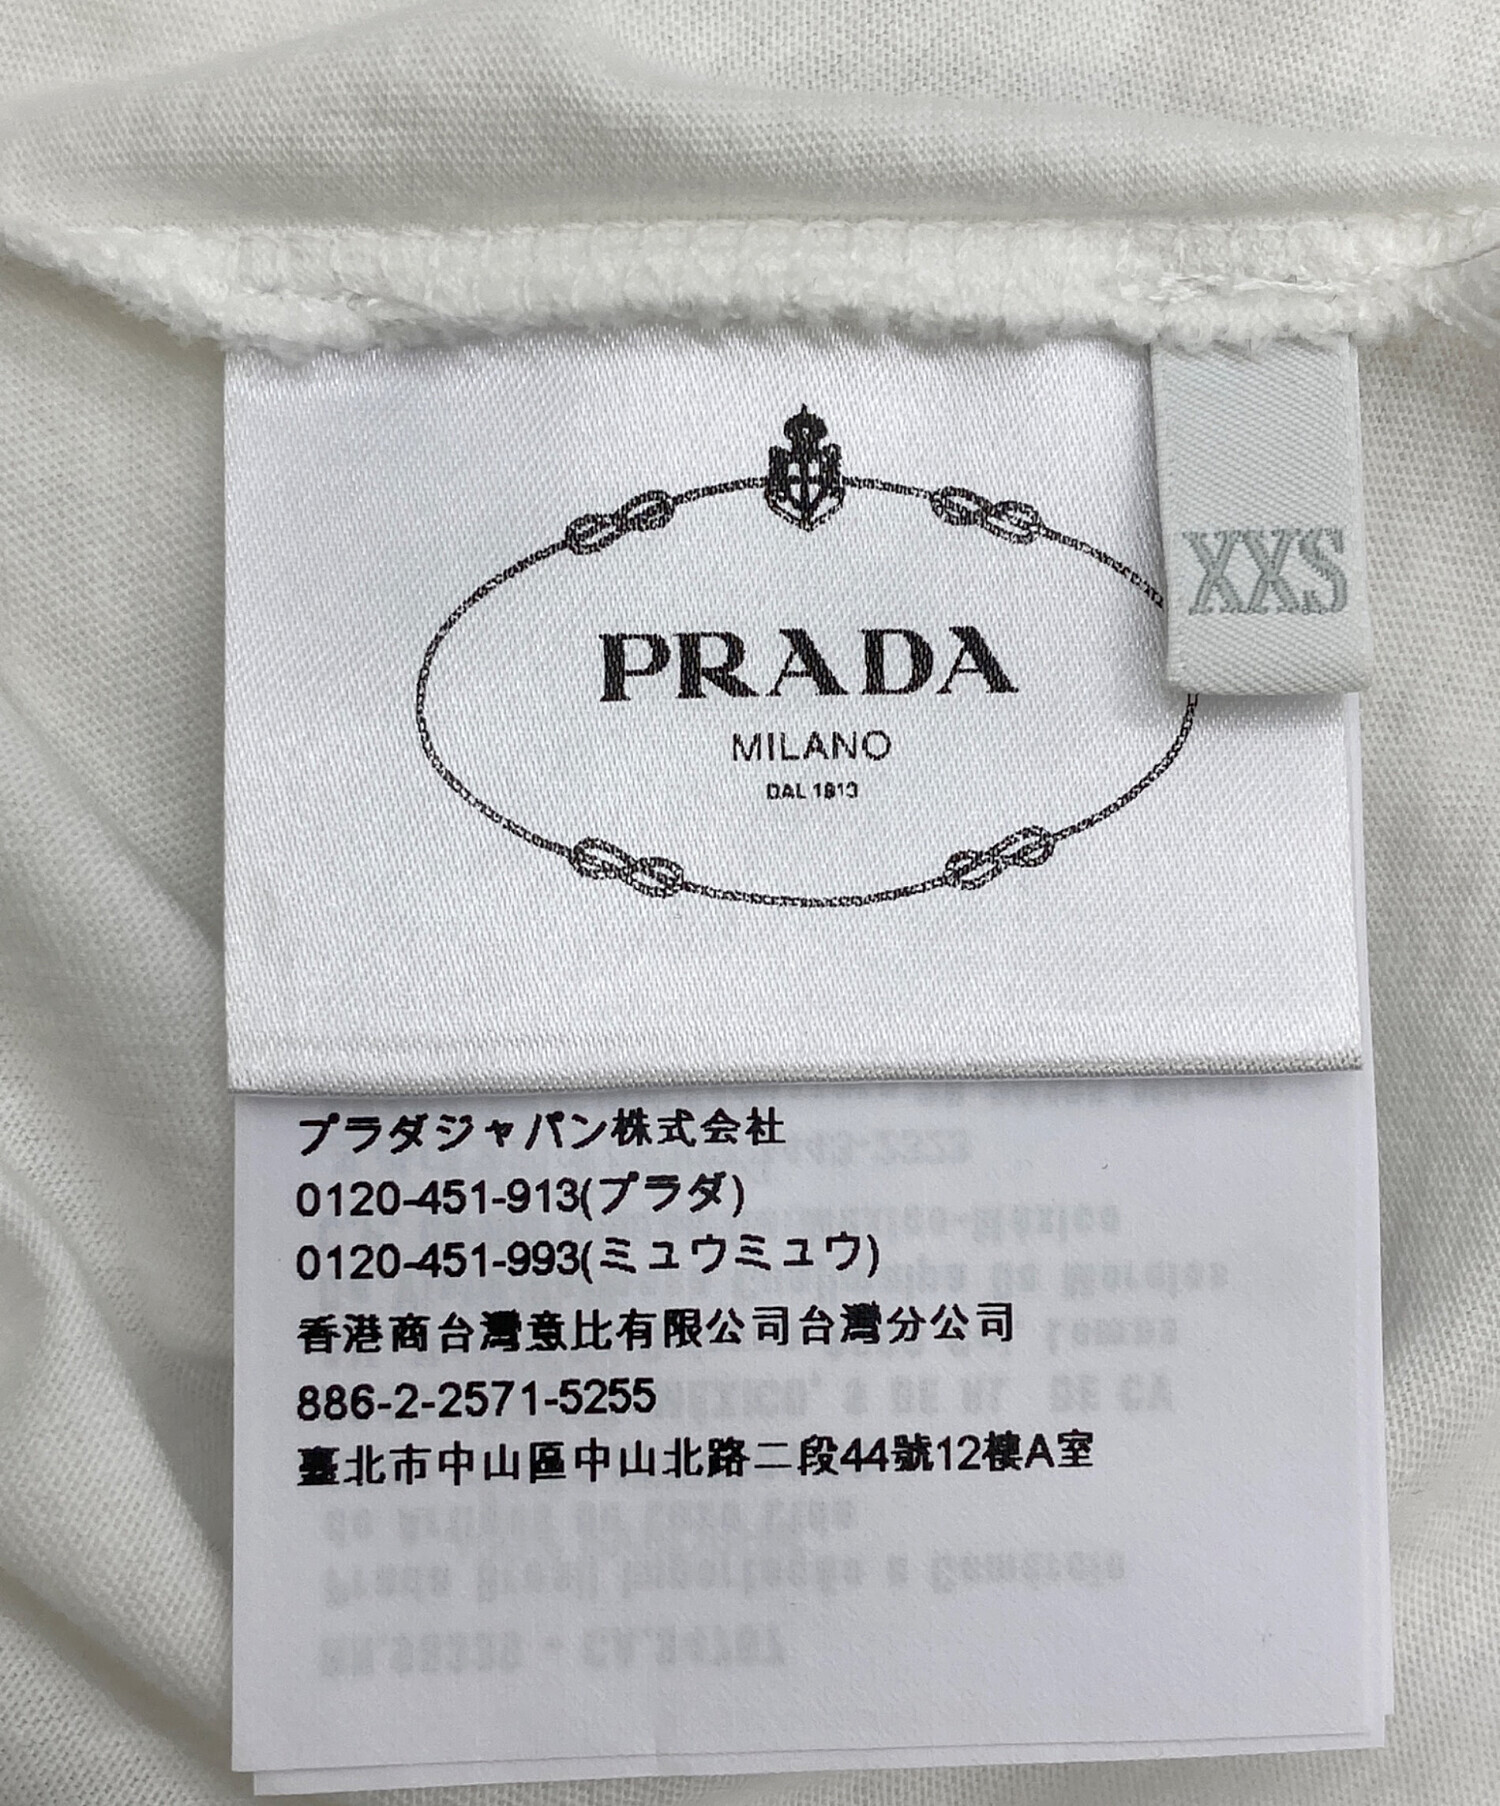 PRADA
MILANO
DAL 1913
XXS
プラダジャパン株式会社
0120-451-913(プラダ)
0120-451-993(ミュウミュウ)
香港商台灣意比有限公司台灣分公司
886-2-2571-5255
臺北市中山區中山北路二段44號12樓A室